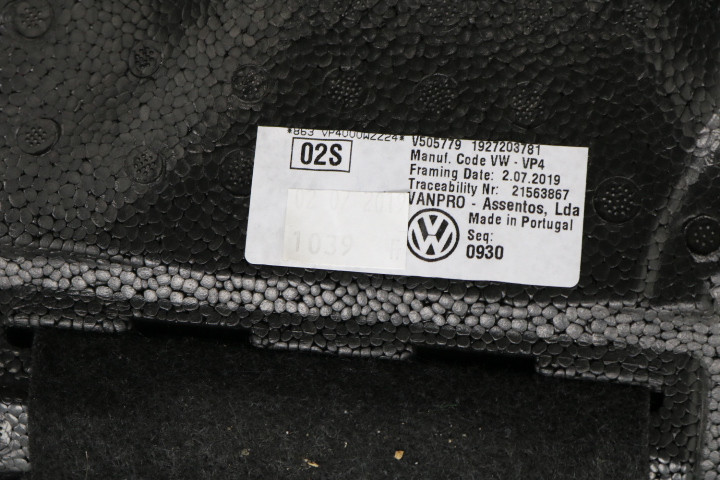 *863 VP4000WZZ24*
02S
V505779 1927203781
Manuf. Code VW - VP4
Framing Date: 2.07.2019
Traceability Nr: 21563867
VANPRO - Assentos, Lda
Made in Portugal
Seq:
0930
1039